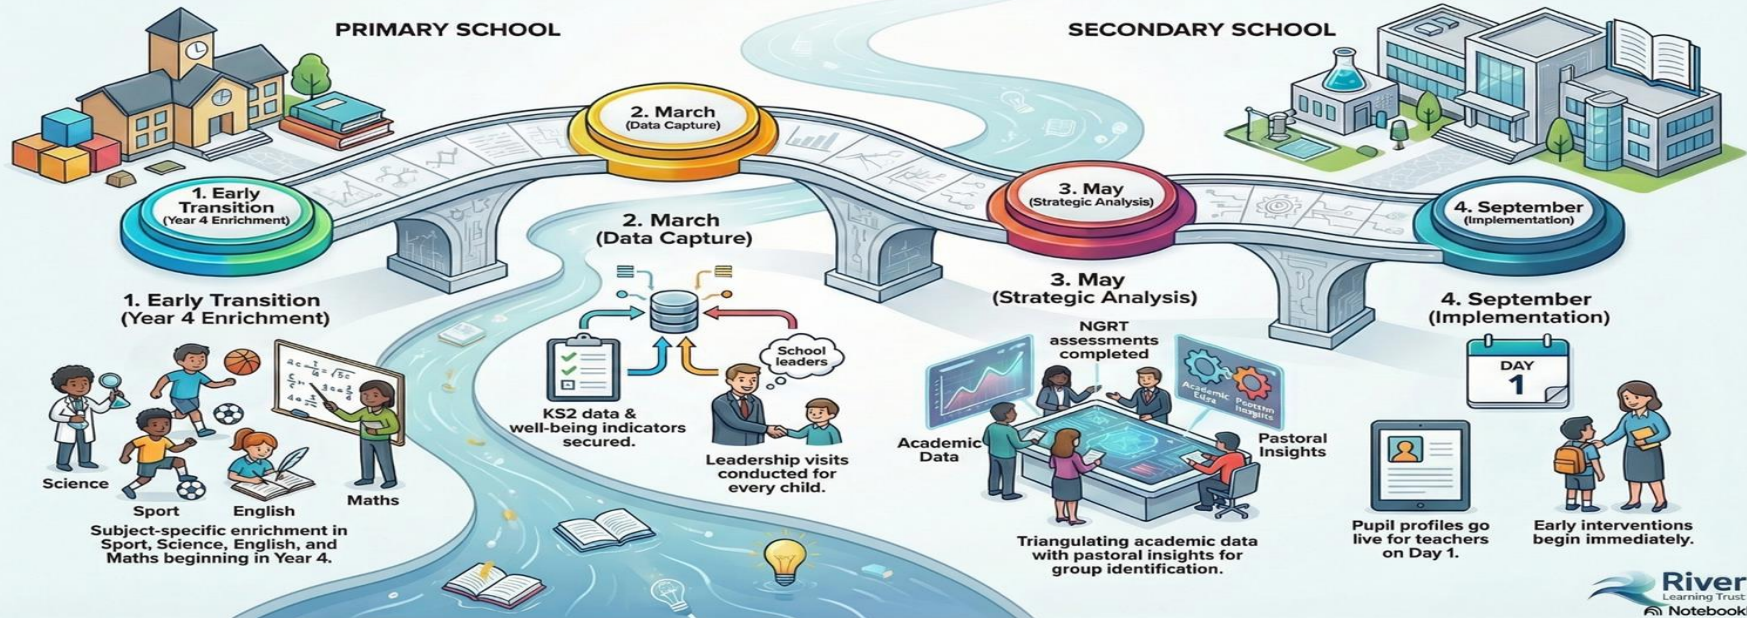 PRIMARY SCHOOL
SECONDARY SCHOOL
1. Early
Transition
(Year 4 Enrichment)
2. March
(Data Capture)
3. May
(Strategic Analysis)
4. September
(Implementation)
1. Early Transition
(Year 4 Enrichment)
Science
Sport
English
Maths
Subject-specific enrichment in
Sport, Science, English, and
Maths beginning in Year 4.
2. March
(Data Capture)
School
leaders
KS2 data &
well-being indicators
secured.
Leadership visits
conducted for
every child.
3. May
(Strategic Analysis)
NGRT
assessments
completed
Academic
Data
Academic
Pastoral
Insights
Triangulating academic data
with pastoral insights for
group identification.
4. September
(Implementation)
DAY
1
Pupil profiles go
live for teachers
on Day 1.
Early interventions
begin immediately.
River
Learning Trust
Notebook